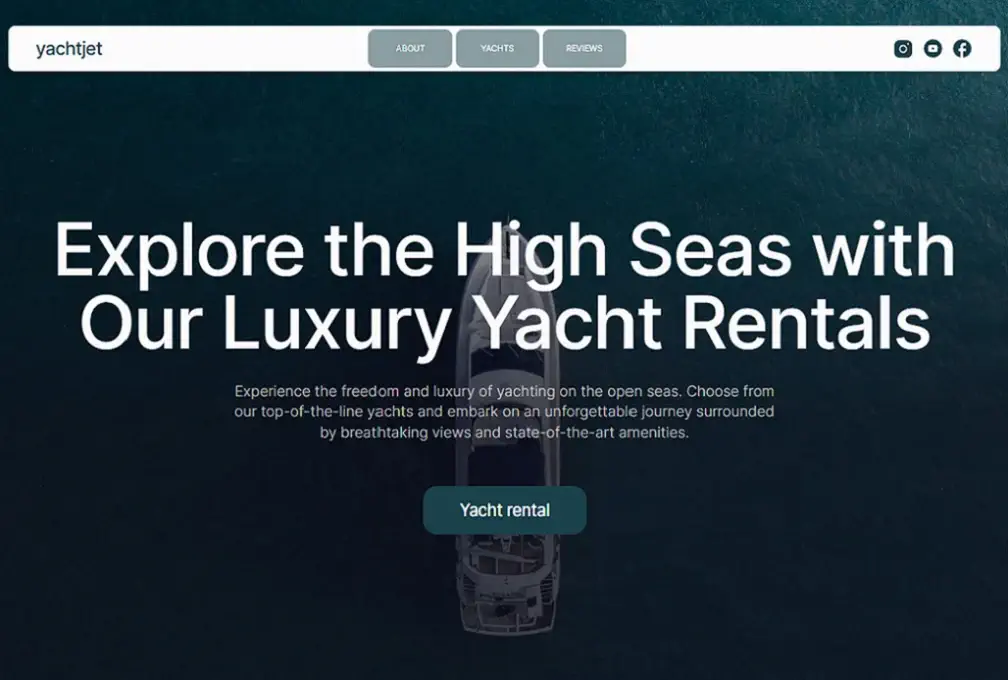 yachtjet
ABOUT
YACHTS
REVIEWS
Explore the High Seas with
Our Luxury Yacht Rentals
Experience the freedom and luxury of yachting on the open seas. Choose from
our top-of-the-line yachts and embark on an unforgettable journey surrounded
by breathtaking views and state-of-the-art amenities.
Yacht rental